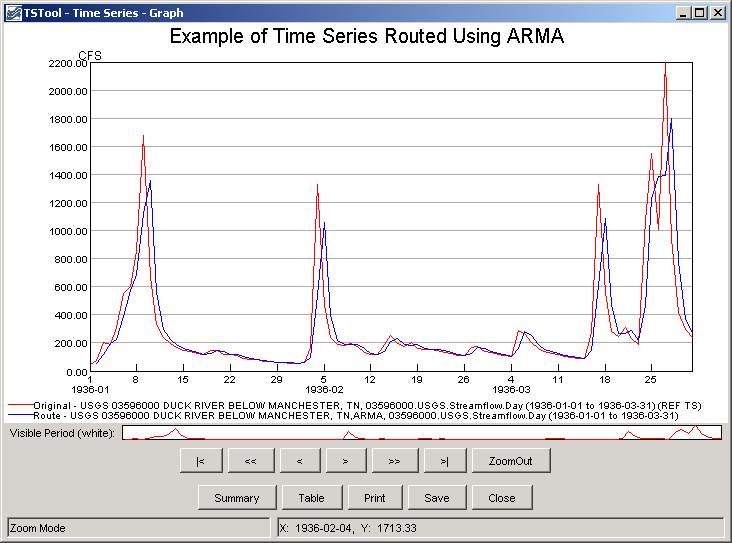 TSTool - Time Series - Graph
Example of Time Series Routed Using ARMA
CFS
2200.00
2000.00
1800.00
1600.00
1400.00
1200.00
1000.00
800.00
600.00
400.00
200.00
0.00
1 8 15 22 29 5 12 19 26 4 11 18 25
1936-01 1936-02 1936-03
Original - USGS 03596000 DUCK RIVER BELOW MANCHESTER, TN, 03596000.USGS.Streamflow.Day (1936-01-01 to 1936-03-31) (REF TS)
Route - USGS 03596000 DUCK RIVER BELOW MANCHESTER, TN,ARMA, 03596000.USGS.Streamflow.Day (1936-01-01 to 1936-03-31)
Visible Period (white):
|< << < > >> >| ZoomOut
Summary Table Print Save Close
Zoom Mode X: 1936-02-04, Y: 1713.33